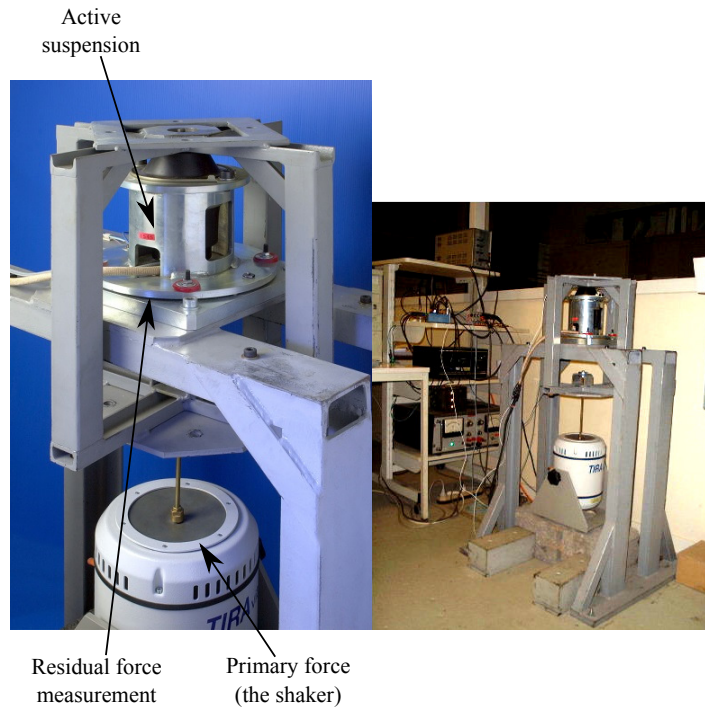 Active
suspension
TIRA
TIRA
Residual force
measurement
Primary force
(the shaker)